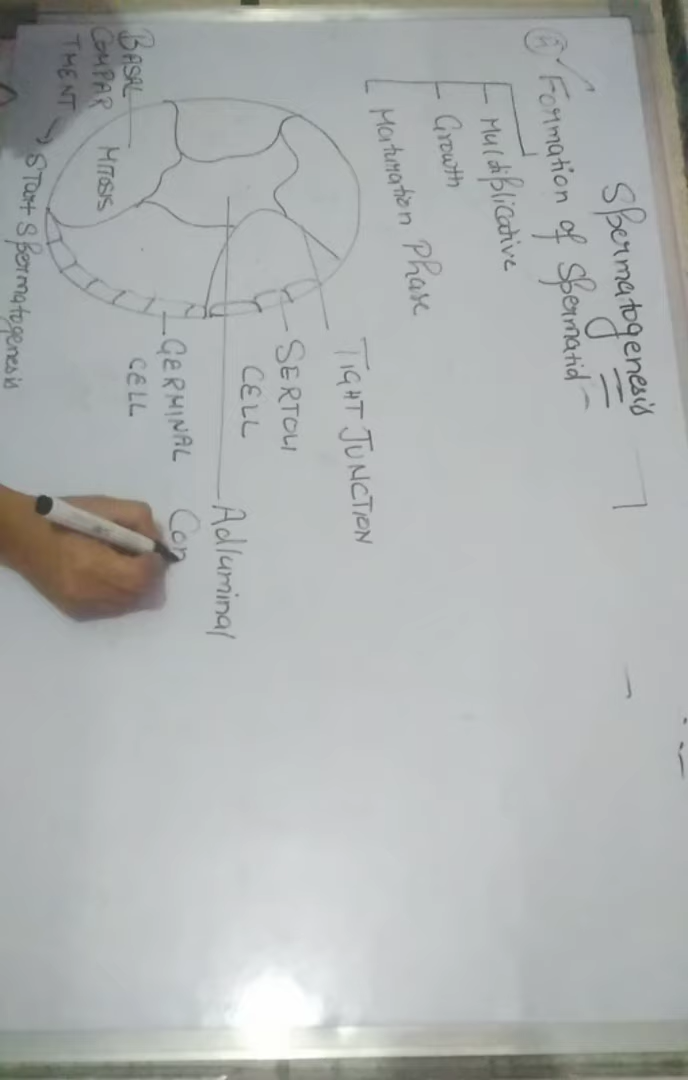 Spermatogenesis
(A) Formation of Spermatid -
Multiplicative
Growth
Maturation Phase
TIGHT JUNCTION
SERTOLI
CELL
Adluminal
Com
GERMINAL
CELL
BASAL
COMPAR
TMENT
MITOSIS
START Spermatogenesis